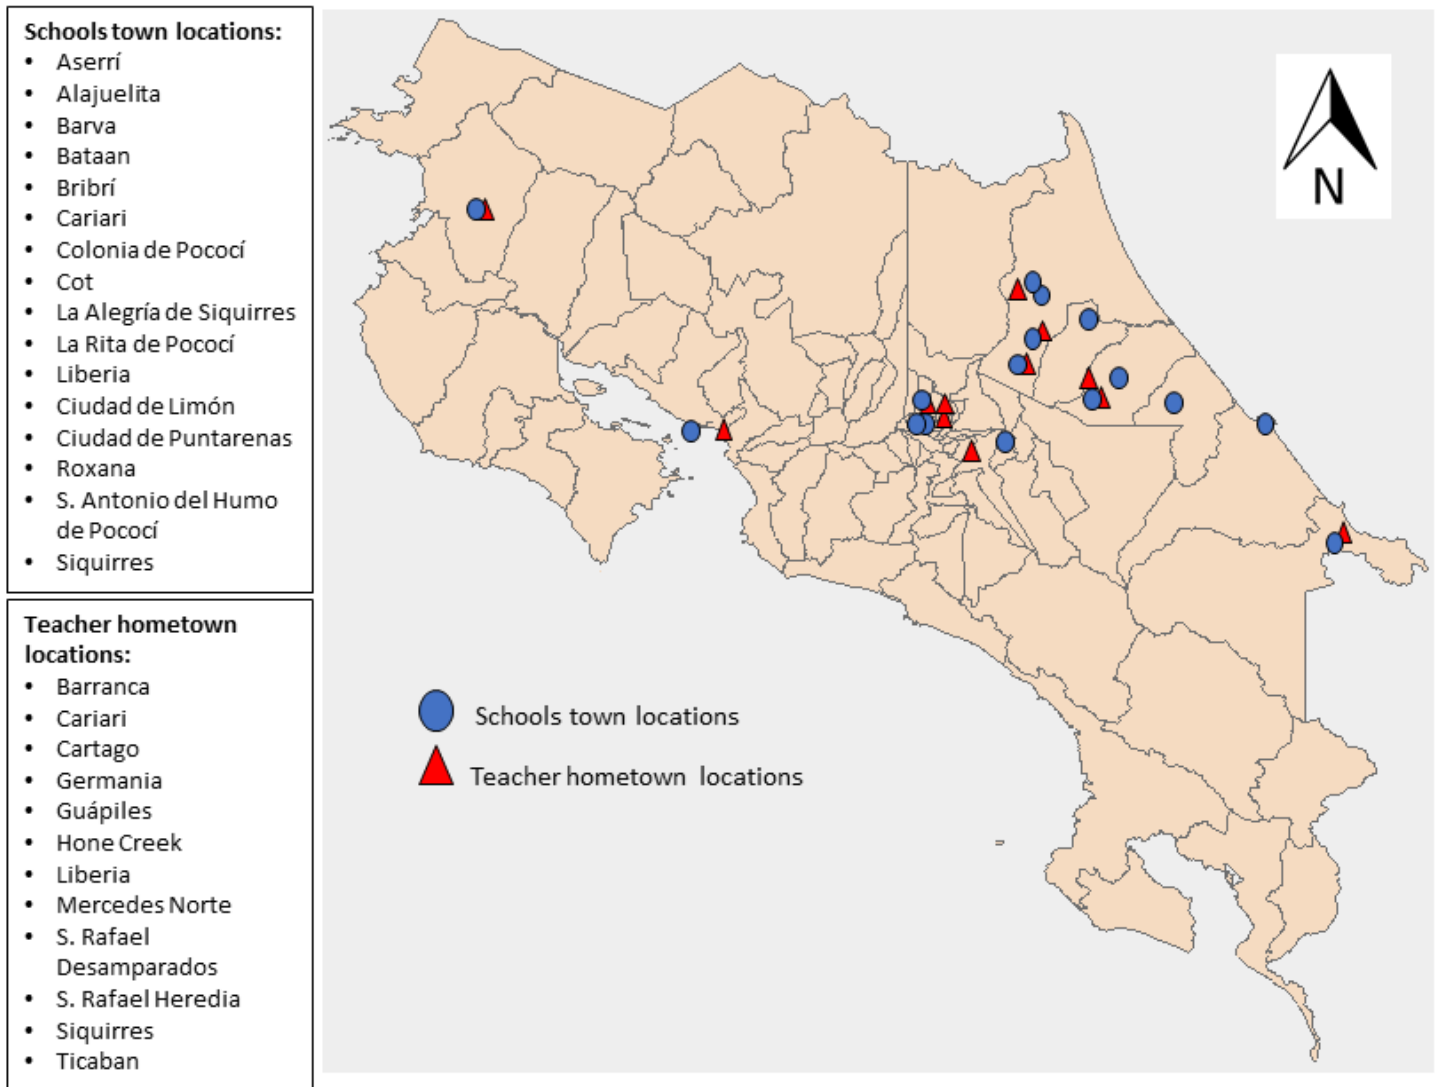 Schools town locations:
• Aserrí
• Alajuelita
• Barva
• Bataan
• Bribrí
• Cariari
• Colonia de Pococí
• Cot
• La Alegría de Siquirres
• La Rita de Pococí
• Liberia
• Ciudad de Limón
• Ciudad de Puntarenas
• Roxana
• S. Antonio del Humo
de Pococí
• Siquirres
Teacher hometown
locations:
• Barranca
• Cariari
• Cartago
• Germania
• Guápiles
• Hone Creek
• Liberia
• Mercedes Norte
• S. Rafael
Desamparados
• S. Rafael Heredia
• Siquirres
• Ticaban
N
Schools town locations
Teacher hometown locations